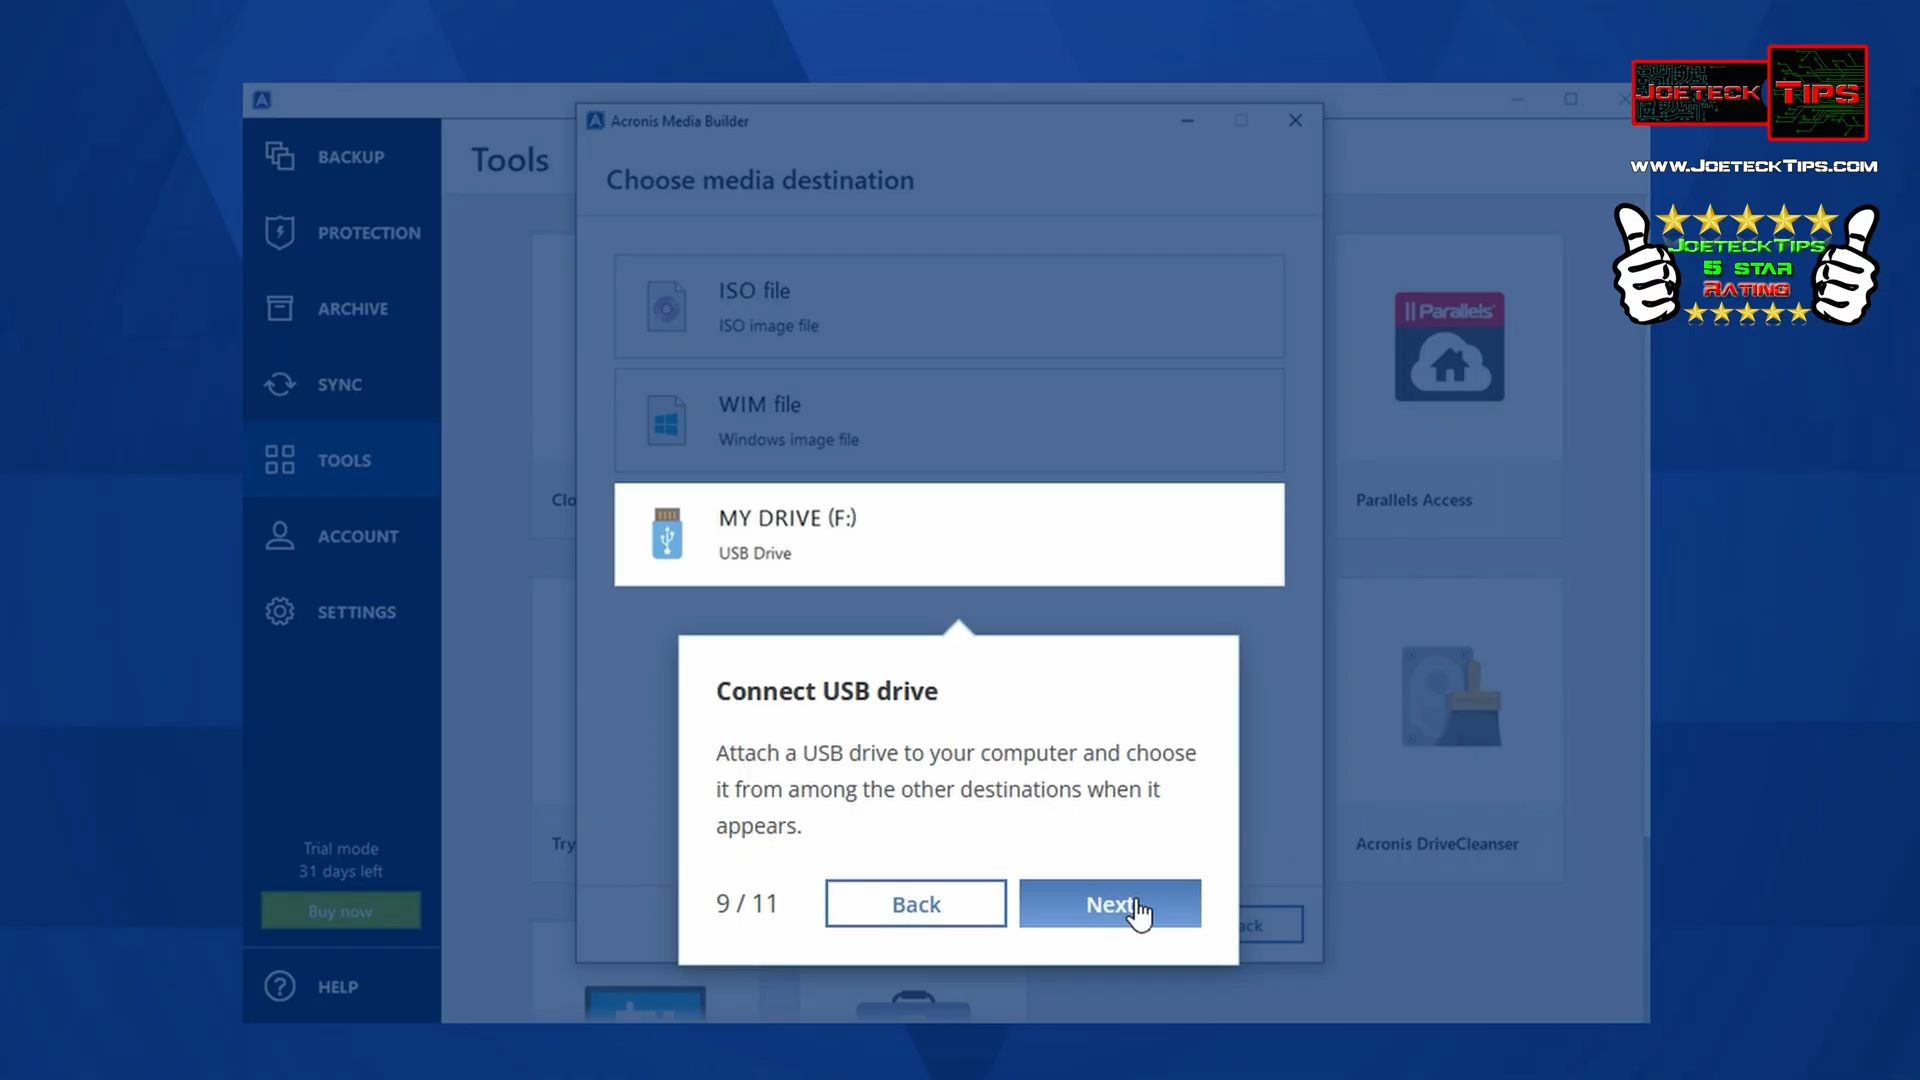 JOETECK TIPS
WWW.JOETECKTIPS.COM
JOETECKTIPS
5 STAR
RATING
BACKUP
PROTECTION
ARCHIVE
SYNC
TOOLS
ACCOUNT
SETTINGS
Trial mode
31 days left
Buy now
HELP
Tools
Clo
Try
Parallels
Parallels Access
Acronis DriveCleanser
Acronis Media Builder
Choose media destination
ISO file
ISO image file
WIM file
Windows image file
MY DRIVE (F:)
USB Drive
Connect USB drive
Attach a USB drive to your computer and choose
it from among the other destinations when it
appears.
9 / 11
Back
Next
ack